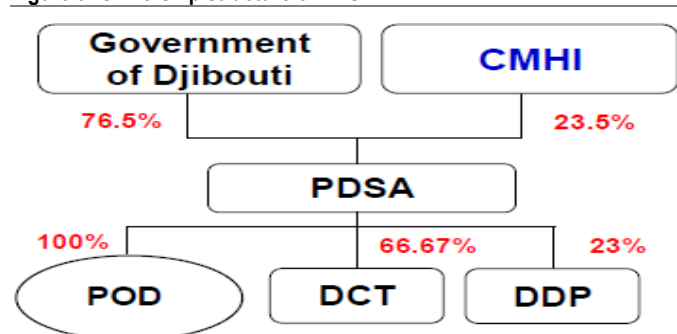 Government
of Djibouti
CMHI
76.5%
23.5%
PDSA
100%
66.67%
23%
POD
DCT
DDP